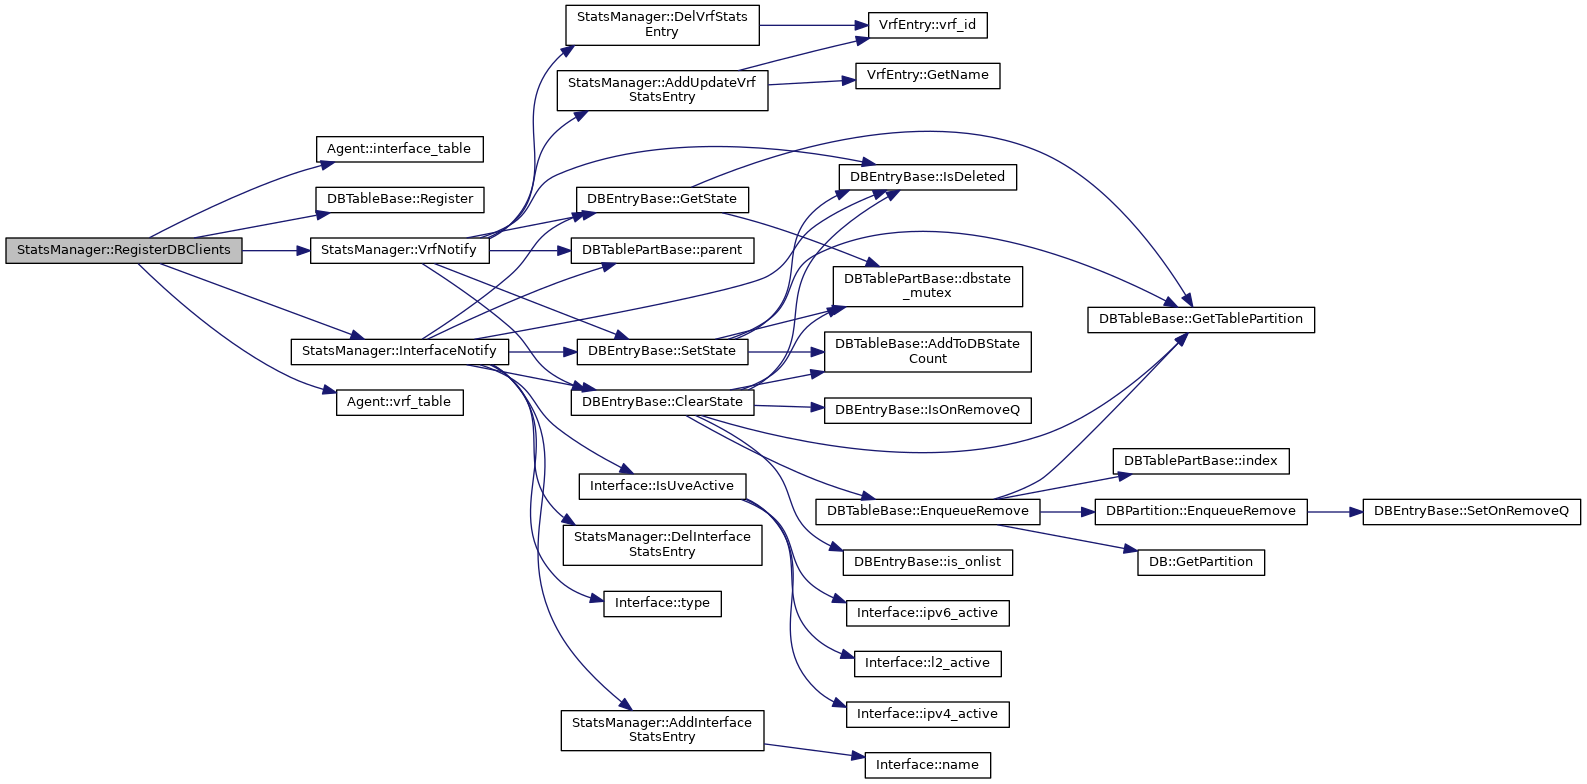 StatsManager::RegisterDBClients
Agent::interface_table
DBTableBase::Register
StatsManager::VrfNotify
StatsManager::InterfaceNotify
Agent::vrf_table
StatsManager::DelVrfStats
Entry
StatsManager::AddUpdateVrf
StatsEntry
DBEntryBase::GetState
DBTablePartBase::parent
DBEntryBase::SetState
DBEntryBase::ClearState
Interface::IsUveActive
StatsManager::DelInterface
StatsEntry
Interface::type
StatsManager::AddInterface
StatsEntry
VrfEntry::vrf_id
VrfEntry::GetName
DBEntryBase::IsDeleted
DBTablePartBase::dbstate
_mutex
DBTableBase::AddToDBState
Count
DBEntryBase::IsOnRemoveQ
DBTableBase::EnqueueRemove
DBEntryBase::is_onlist
Interface::ipv6_active
Interface::l2_active
Interface::ipv4_active
Interface::name
DBTableBase::GetTablePartition
DBTablePartBase::index
DBPartition::EnqueueRemove
DB::GetPartition
DBEntryBase::SetOnRemoveQ